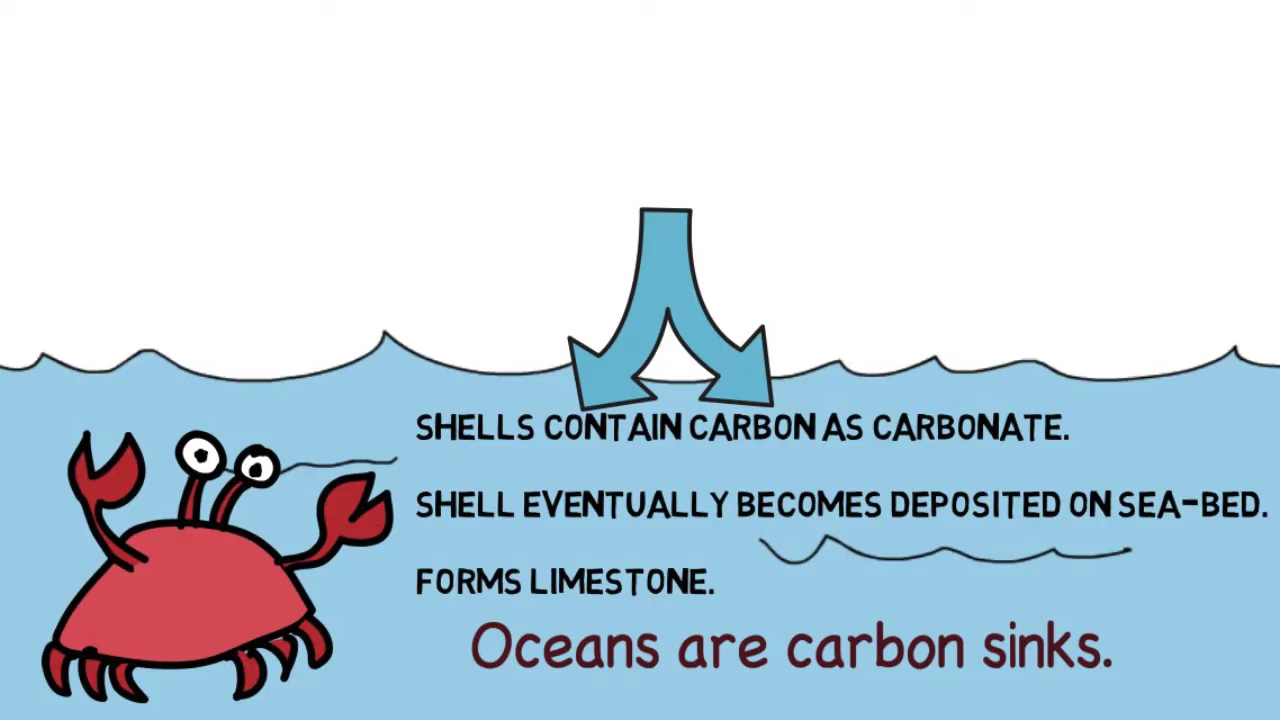 SHELLS CONTAIN CARBON AS CARBONATE.
SHELL EVENTUALLY BECOMES DEPOSITED ON SEA-BED.
FORMS LIMESTONE.
Oceans are carbon sinks.